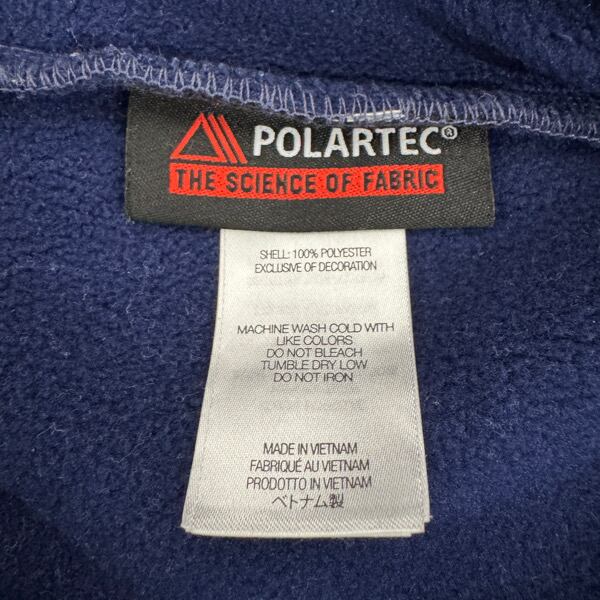 POLARTEC®
THE SCIENCE OF FABRIC
SHELL: 100% POLYESTER
EXCLUSIVE OF DECORATION
MACHINE WASH COLD WITH
LIKE COLORS
DO NOT BLEACH
TUMBLE DRY LOW
DO NOT IRON
MADE IN VIETNAM
FABRIQUÉ AU VIETNAM
PRODOTTO IN VIETNAM
ベトナム製